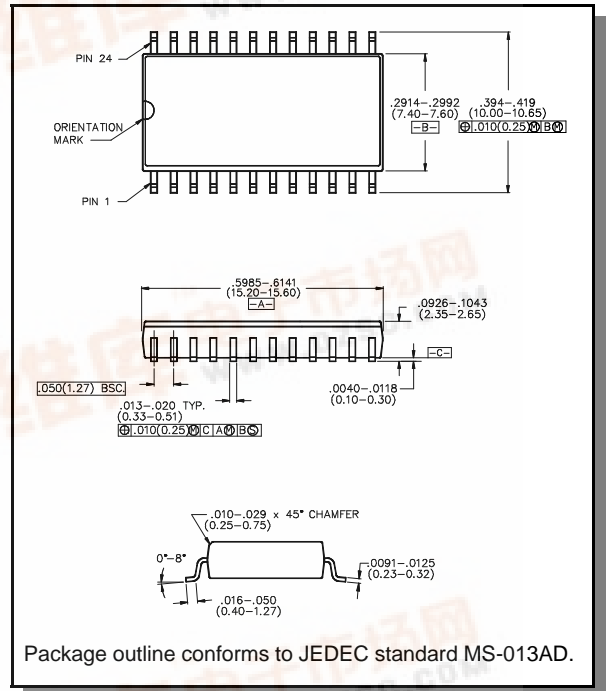 PIN 24
.2914–.2992
(7.40–7.60)
-B-
.394–.419
(10.00–10.65)
⌖ .010(0.25)Ⓜ BⓂ
ORIENTATION
MARK
PIN 1
.5985–.6141
(15.20–15.60)
-A-
.0926–.1043
(2.35–2.65)
-C-
.050(1.27) BSC.
.0040–.0118
(0.10–0.30)
.013–.020 TYP.
(0.33–0.51)
⌖ .010(0.25)Ⓜ C AⓂ BⓈ
.010–.029 x 45° CHAMFER
(0.25–0.75)
0°–8°
.0091–.0125
(0.23–0.32)
.016–.050
(0.40–1.27)
Package outline conforms to JEDEC standard MS-013AD.